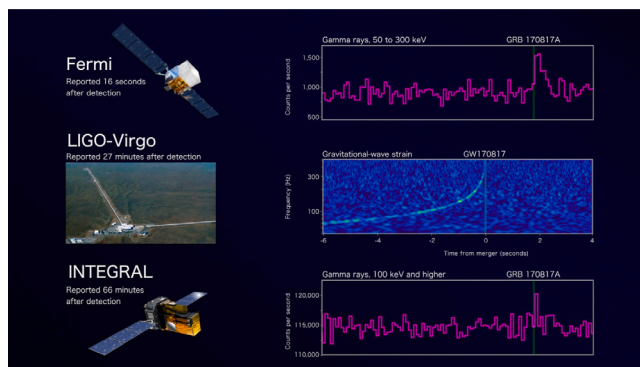 Fermi
Reported 16 seconds
after detection
Gamma rays, 50 to 300 keV
GRB 170817A
Counts per second
1,500
1,000
500
LIGO-Virgo
Reported 27 minutes after detection
Gravitational-wave strain
GW170817
Frequency (Hz)
300
100
-6
-4
-2
0
2
4
Time from merger (seconds)
INTEGRAL
Reported 66 minutes
after detection
Gamma rays, 100 keV and higher
GRB 170817A
Counts per second
120,000
115,000
110,000